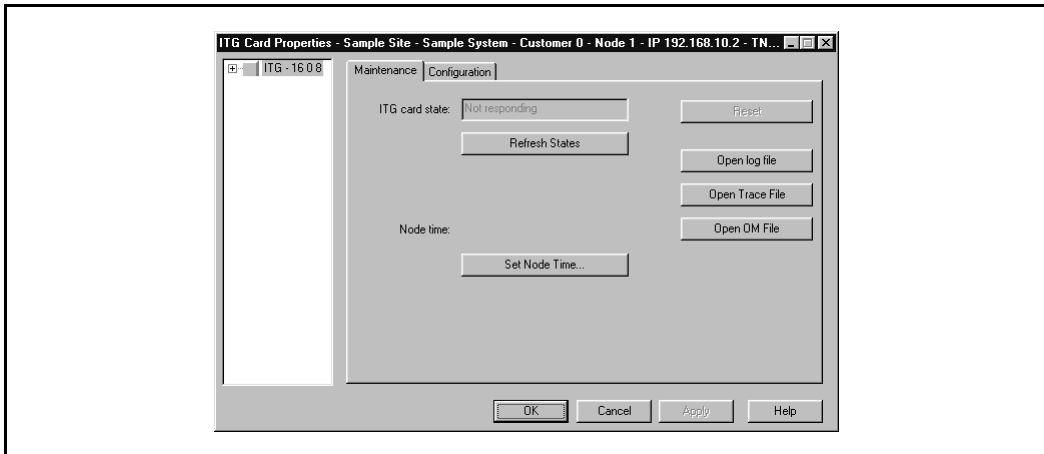 ITG Card Properties - Sample Site - Sample System - Customer 0 - Node 1 - IP 192.168.10.2 - TN...
ITG - 16 0 8
Maintenance
Configuration
ITG card state:
Not responding
Reset
Refresh States
Open log file
Open Trace File
Node time:
Open OM File
Set Node Time...
OK
Cancel
Apply
Help